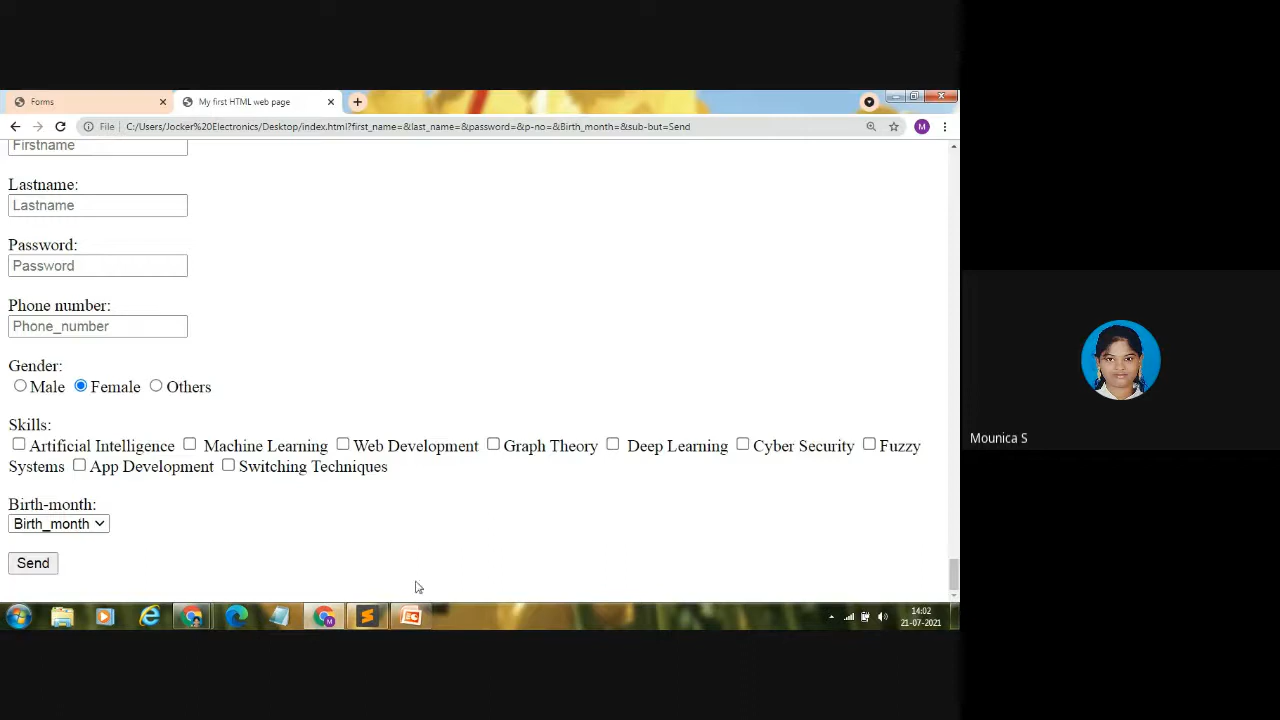 Forms
My first HTML web page
File
C:/Users/Jocker%20Electronics/Desktop/index.html?first_name=&last_name=&password=&p-no=&Birth_month=&sub-but=Send
M
Firstname
Lastname:
Lastname
Password:
Password
Phone number:
Phone_number
Gender:
Male Female Others
Skills:
Artificial Intelligence Machine Learning Web Development Graph Theory Deep Learning Cyber Security Fuzzy
Systems App Development Switching Techniques
Birth-month:
Birth_month
Send
Mounica S
14:02
21-07-2021